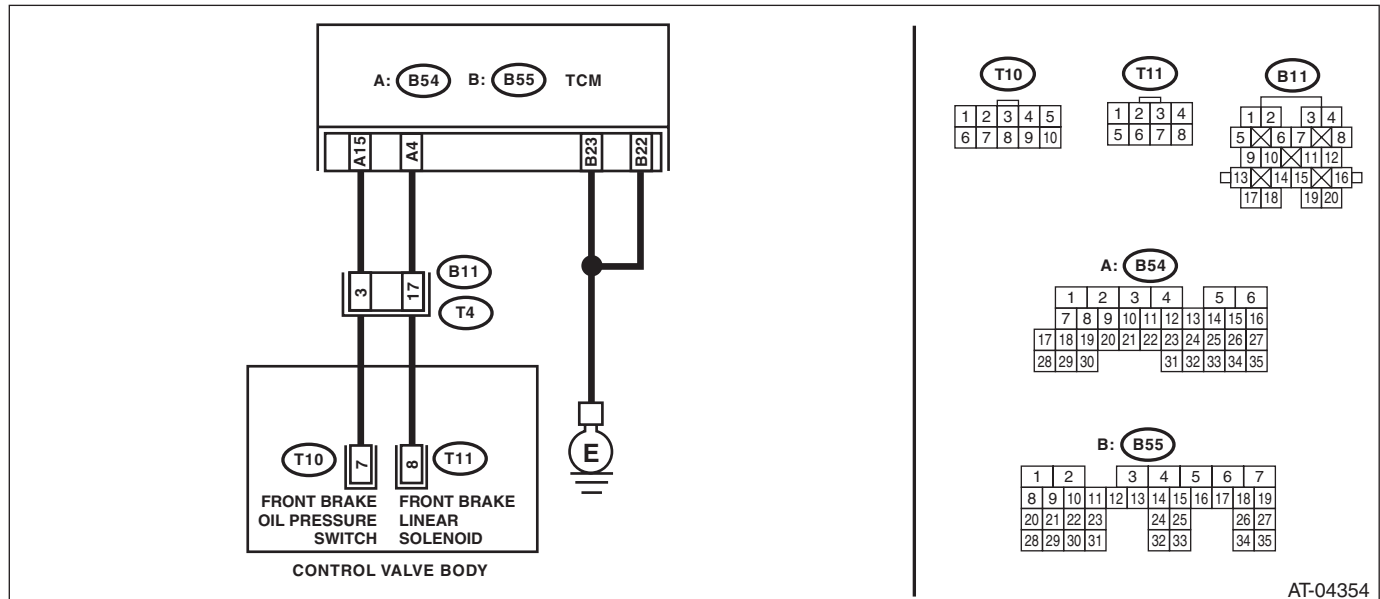 A: B54 B: B55 TCM
A15 A4 B23 B22
B11
3 17
T4
E
T10 7 8 T11
FRONT BRAKE
OIL PRESSURE
SWITCH
FRONT BRAKE
LINEAR
SOLENOID
CONTROL VALVE BODY
T10
1 2 3 4 5
6 7 8 9 10
T11
1 2 3 4
5 6 7 8
B11
1 2 3 4
5 6 7 8
9 10 11 12
13 14 15 16
17 18 19 20
A: B54
1 2 3 4 5 6
7 8 9 10 11 12 13 14 15 16
17 18 19 20 21 22 23 24 25 26 27
28 29 30 31 32 33 34 35
B: B55
1 2 3 4 5 6 7
8 9 10 11 12 13 14 15 16 17 18 19
20 21 22 23 24 25 26 27
28 29 30 31 32 33 34 35
AT-04354